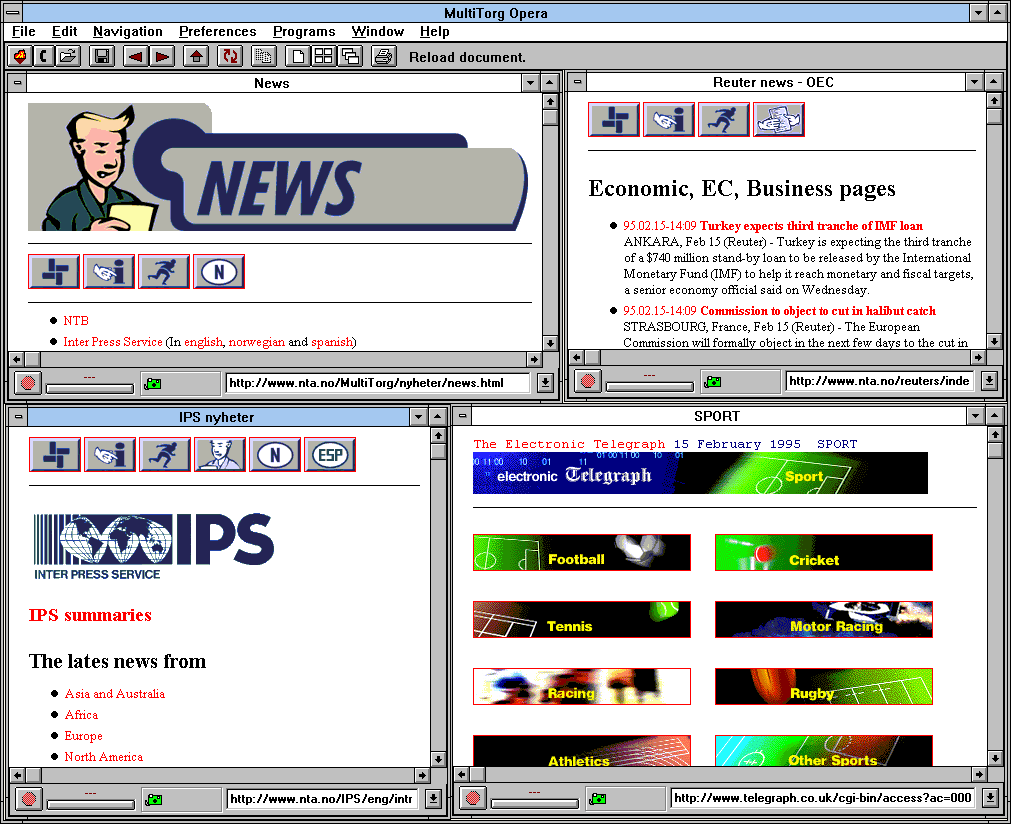 MultiTorg Opera
File Edit Navigation Preferences Programs Window Help
Reload document.
News
NEWS
N
NTB
Inter Press Service (In english, norwegian and spanish)
---
http://www.nta.no/MultiTorg/nyheter/news.html
Reuter news - OEC
Economic, EC, Business pages
95.02.15-14:09 Turkey expects third tranche of IMF loan
ANKARA, Feb 15 (Reuter) - Turkey is expecting the third tranche
of a $740 million stand-by loan to be released by the International
Monetary Fund (IMF) to help it reach monetary and fiscal targets,
a senior economy official said on Wednesday.
95.02.15-14:09 Commission to object to cut in halibut catch
STRASBOURG, France, Feb 15 (Reuter) - The European
Commission will formally object in the next few days to the cut in
---
http://www.nta.no/reuters/inde
IPS nyheter
N ESP
IPS
INTER PRESS SERVICE
IPS summaries
The lates news from
Asia and Australia
Africa
Europe
North America
---
http://www.nta.no/IPS/eng/intr
SPORT
The Electronic Telegraph 15 February 1995 SPORT
electronic Telegraph Sport
Football Cricket
Tennis Motor Racing
Racing Rugby
Athletics Other Sports
---
http://www.telegraph.co.uk/cgi-bin/access?ac=000